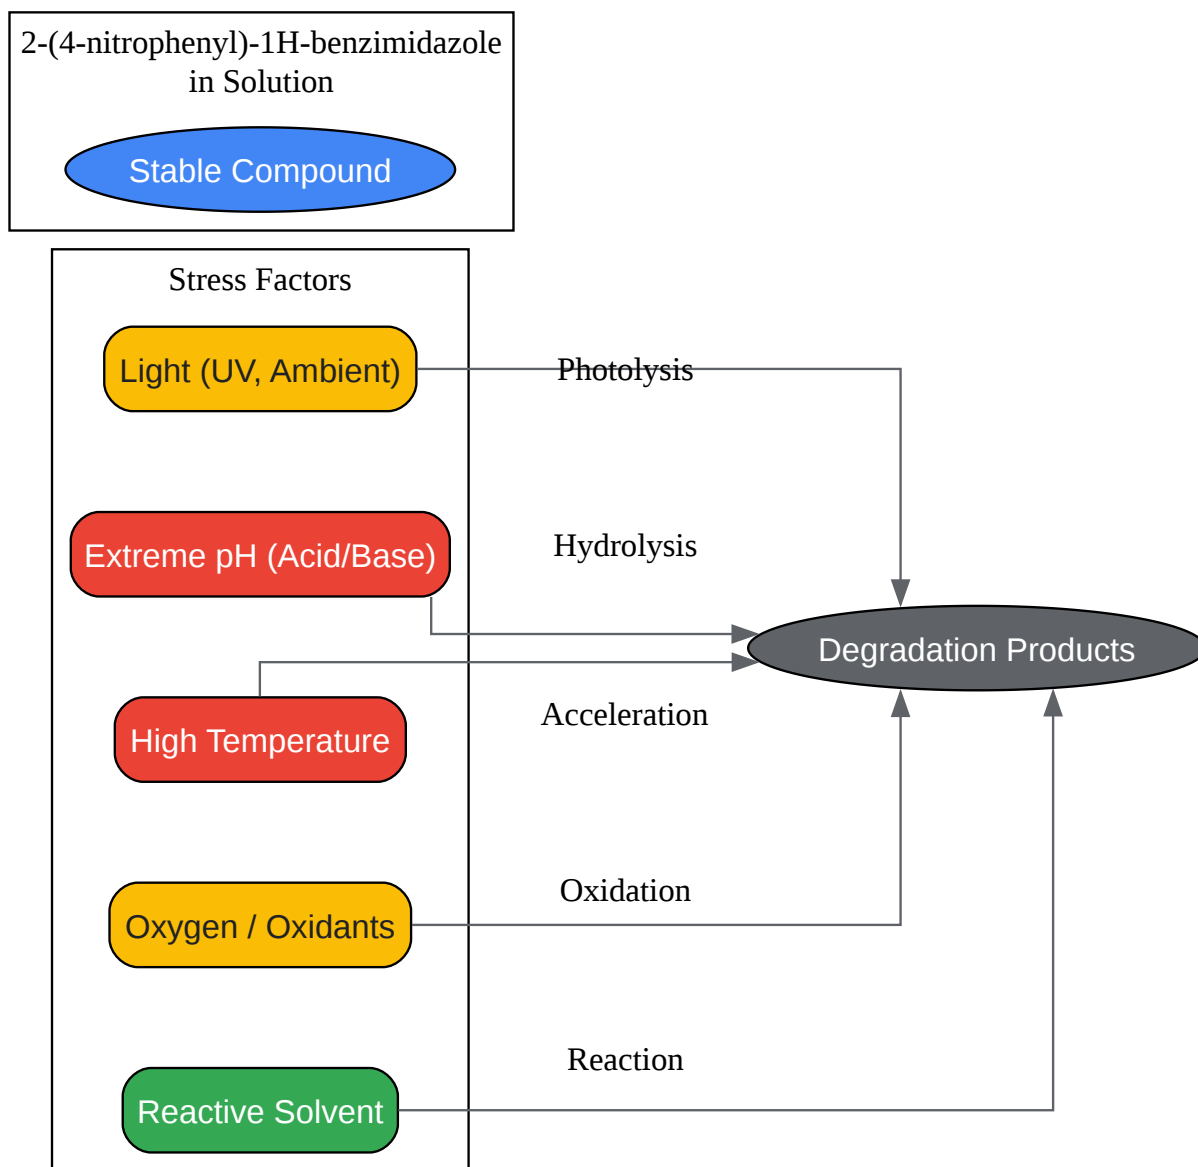 2-(4-nitrophenyl)-1H-benzimidazole
in Solution
Stable Compound
Stress Factors
Light (UV, Ambient)
Photolysis
Extreme pH (Acid/Base)
Hydrolysis
Degradation Products
High Temperature
Acceleration
Oxygen / Oxidants
Oxidation
Reactive Solvent
Reaction